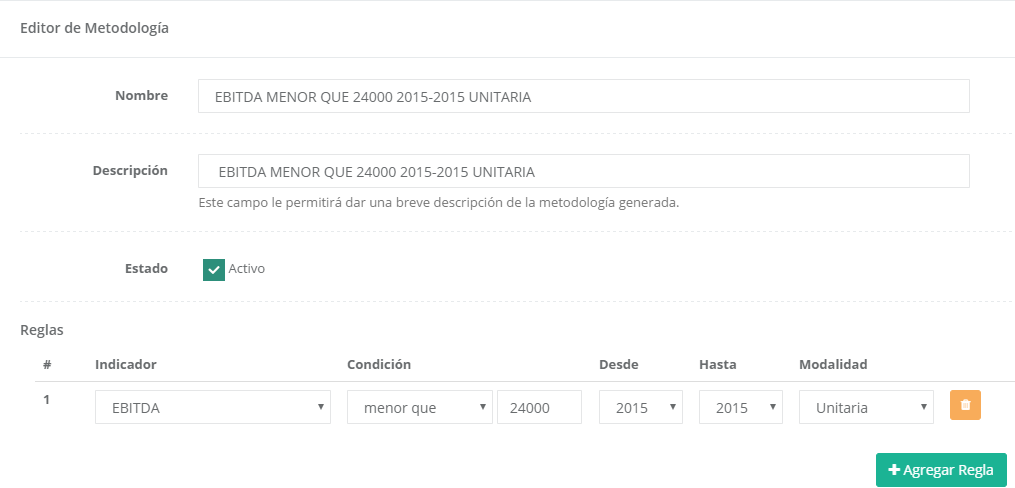 Editor de Metodología
Nombre
EBITDA MENOR QUE 24000 2015-2015 UNITARIA
Descripción
EBITDA MENOR QUE 24000 2015-2015 UNITARIA
Este campo le permitirá dar una breve descripción de la metodología generada.
Estado
Activo
Reglas
# Indicador Condición Desde Hasta Modalidad
1 EBITDA menor que 24000 2015 2015 Unitaria
Agregar Regla